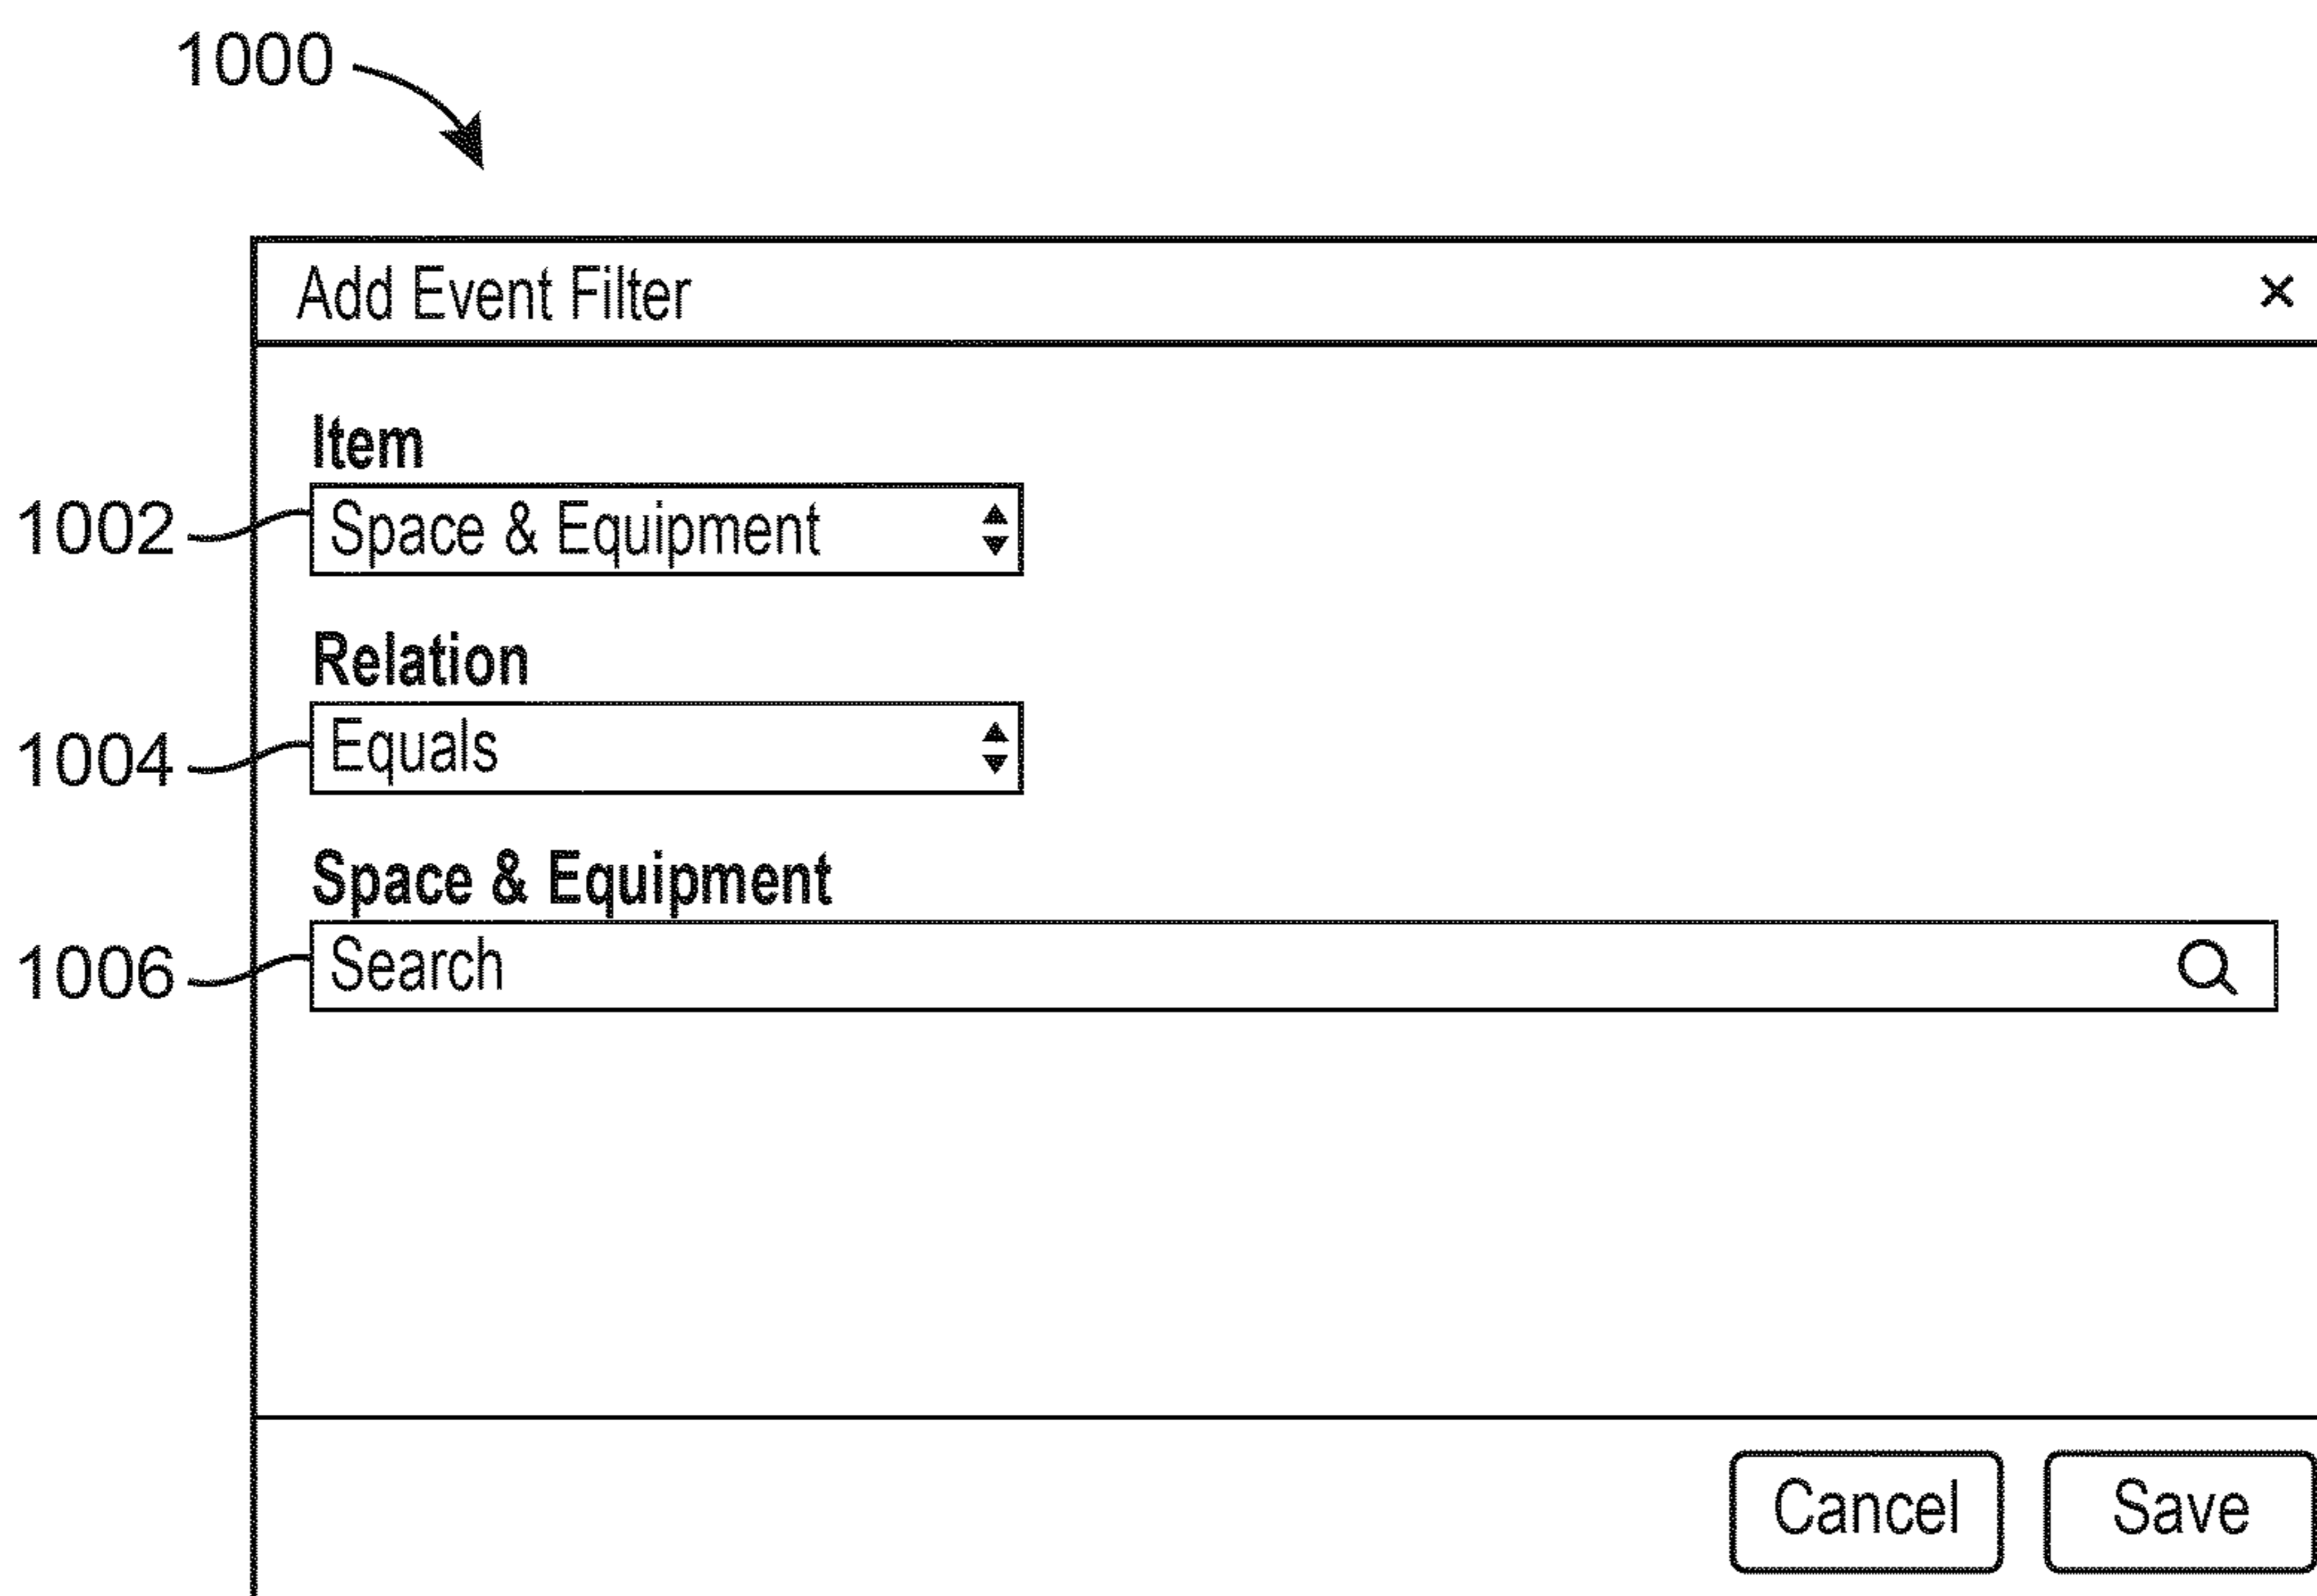 1000
Add Event Filter ×
Item
1002 Space & Equipment
Relation
1004 Equals
Space & Equipment
1006 Search
Cancel Save